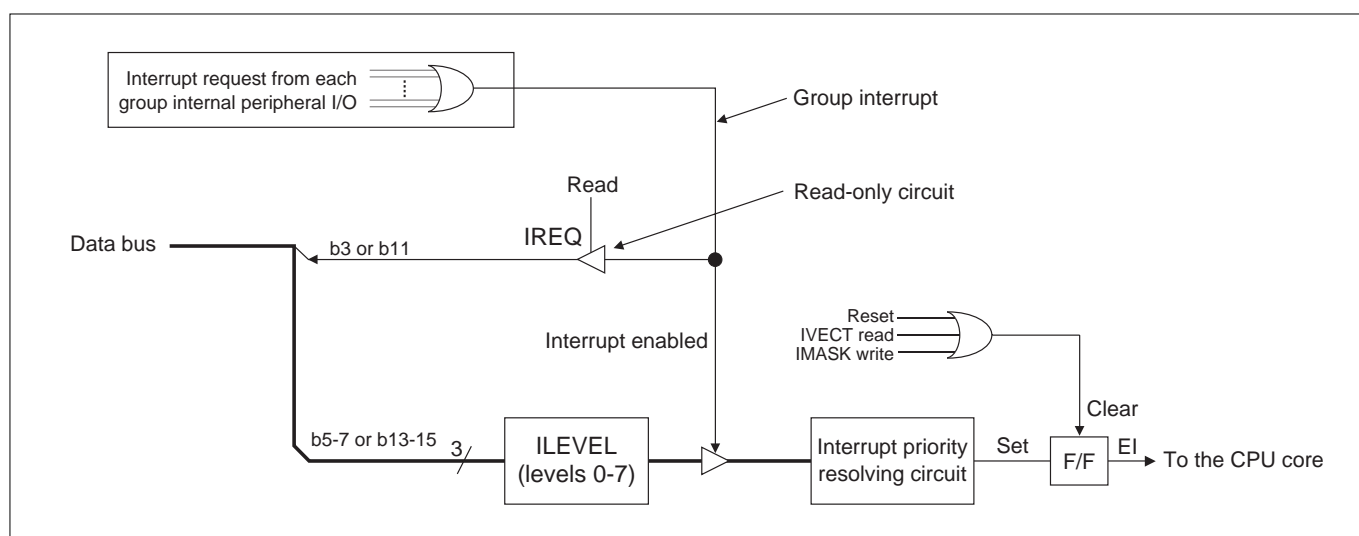 Interrupt request from each
group internal peripheral I/O
Group interrupt
Read
Read-only circuit
IREQ
Data bus
b3 or b11
Interrupt enabled
Reset
IVECT read
IMASK write
Clear
b5-7 or b13-15
3
ILEVEL
(levels 0-7)
Interrupt priority
resolving circuit
Set
F/F
EI
To the CPU core